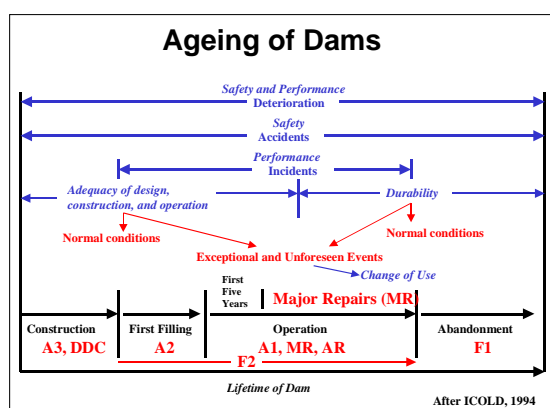 Ageing of Dams
Safety and Performance
Deterioration
Safety
Accidents
Performance
Incidents
Adequacy of design,
construction, and operation
Durability
Normal conditions
Normal conditions
Exceptional and Unforeseen Events
Change of Use
First
Five
Years
Major Repairs (MR)
Construction
First Filling
Operation
Abandonment
A3, DDC
A2
A1, MR, AR
F1
F2
Lifetime of Dam
After ICOLD, 1994